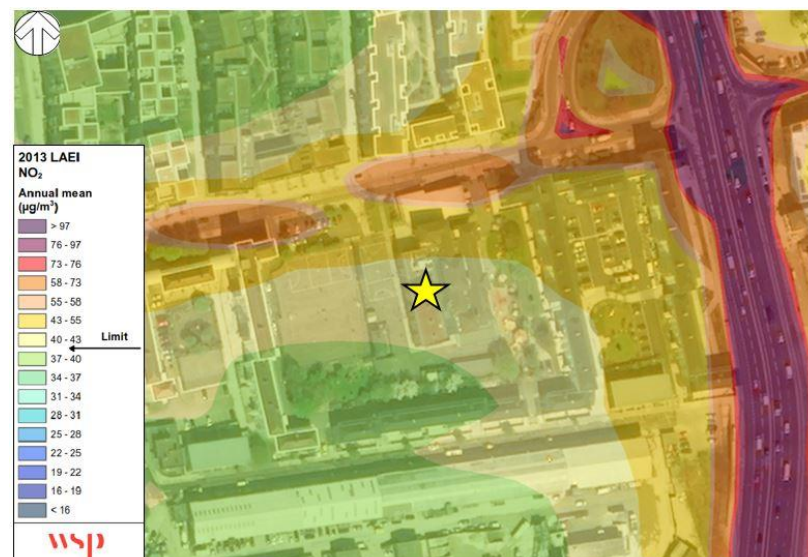 2013 LAEI
NO₂
Annual mean
(µg/m³)
> 97
76 - 97
73 - 76
58 - 73
55 - 58
43 - 55
40 - 43
Limit
37 - 40
34 - 37
31 - 34
28 - 31
25 - 28
22 - 25
19 - 22
16 - 19
< 16
wsp